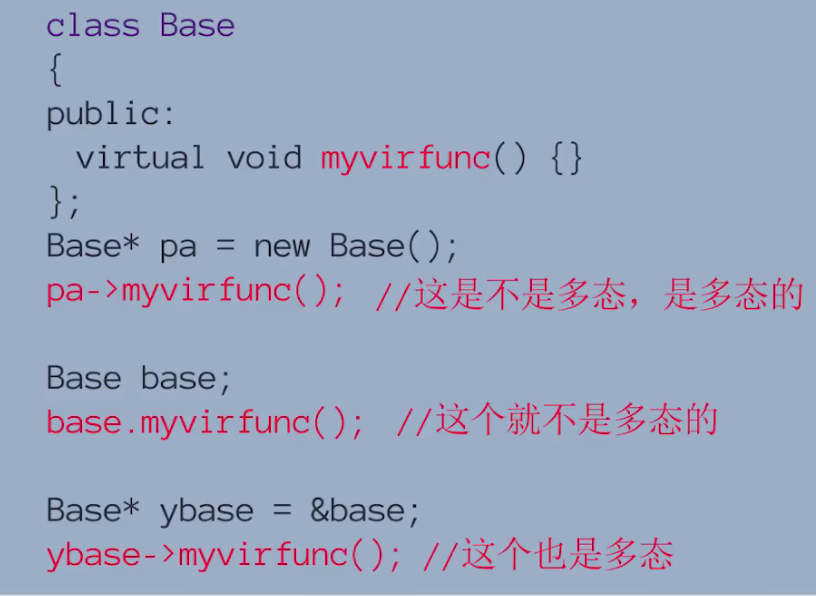 class Base
{
public:
virtual void myvirfunc() {}
};
Base* pa = new Base();
pa->myvirfunc(); //这是不是多态，是多态的
Base base;
base.myvirfunc(); //这个就不是多态的
Base* ybase = &base;
ybase->myvirfunc(); //这个也是多态